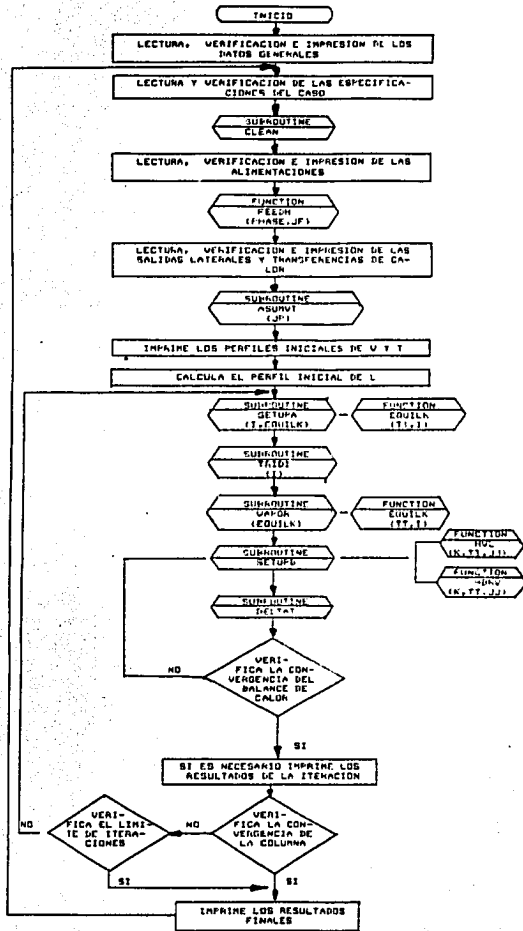 INICIO
LECTURA, VERIFICACION E IMPRESION DE LOS
DATOS GENERALES
LECTURA Y VERIFICACION DE LAS ESPECIFICA-
CIONES DEL CASO
SUBROUTINE
CLEAN
LECTURA, VERIFICACION E IMPRESION DE LAS
ALIMENTACIONES
FUNCTION
FEEDH
(PHASE,JF)
LECTURA, VERIFICACION E IMPRESION DE LAS
SALIDAS LATERALES Y TRANSFERENCIAS DE CA-
LOR
SUBROUTINE
ASUMVT
(JP)
IMPRIME LOS PERFILES INICIALES DE V Y T
CALCULA EL PERFIL INICIAL DE L
SUBROUTINE
SETUPA
(I,EQUILK)
FUNCTION
EQUILK
(TT,I)
SUBROUTINE
TRIDI
(I)
SUBROUTINE
VAPOR
(EQUILK)
FUNCTION
EQUILK
(TT,I)
SUBROUTINE
SETUPD
FUNCTION
(K,TT,JJ)
FUNCTION
(K,TT,JJ)
SUBROUTINE
DELTAT
VERI-
FICA LA CON-
VERGENCIA DEL
BALANCE DE
CALOR
NO
SI
SI ES NECESARIO IMPRIME LOS
RESULTADOS DE LA ITERACION
NO
VERI-
FICA EL LIMI-
TE DE ITERA-
CIONES
NO
VERI-
FICA LA CON-
VERGENCIA DE
LA COLUMNA
SI
SI
IMPRIME LOS RESULTADOS
FINALES